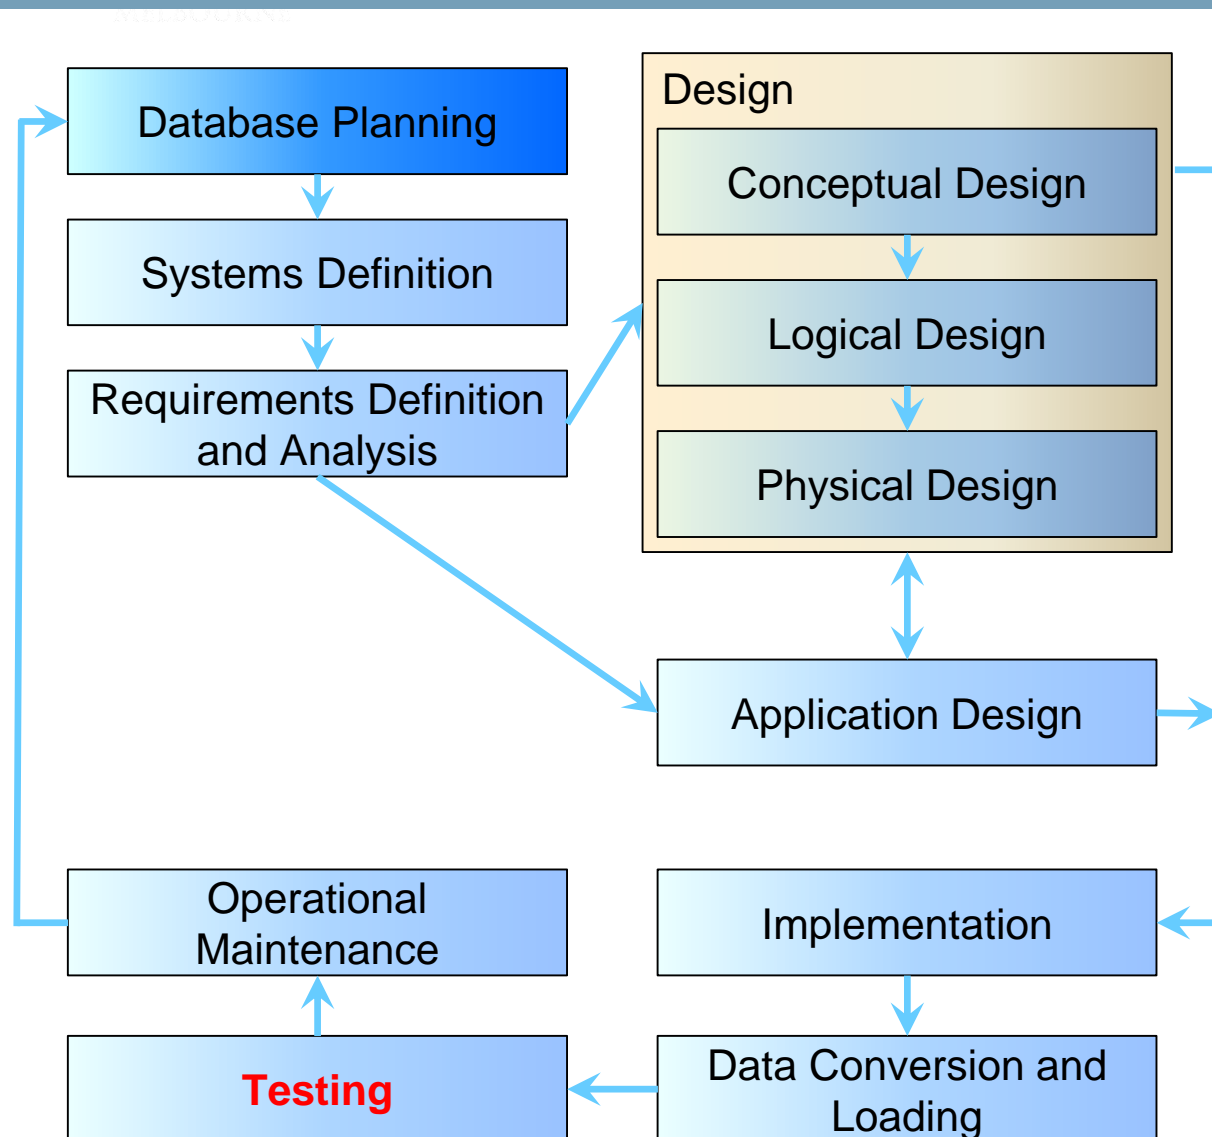 Database Planning
Systems Definition
Requirements Definition
and Analysis
Design
Conceptual Design
Logical Design
Physical Design
Application Design
Operational
Maintenance
Implementation
Testing
Data Conversion and
Loading